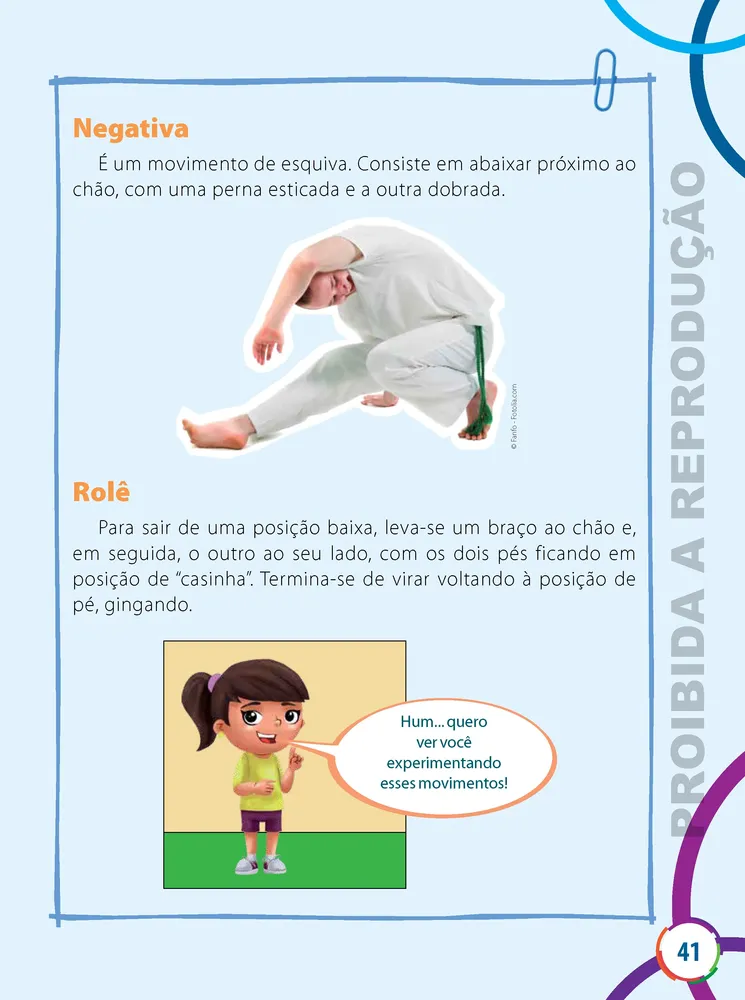 Negativa
É um movimento de esquiva. Consiste em abaixar próximo ao
chão, com uma perna esticada e a outra dobrada.
© Fanfo - Fotolia.com
Rolê
Para sair de uma posição baixa, leva-se um braço ao chão e,
em seguida, o outro ao seu lado, com os dois pés ficando em
posição de “casinha”. Termina-se de virar voltando à posição de
pé, gingando.
Hum... quero
ver você
experimentando
esses movimentos!
PROIBIDA A REPRODUÇÃO
41